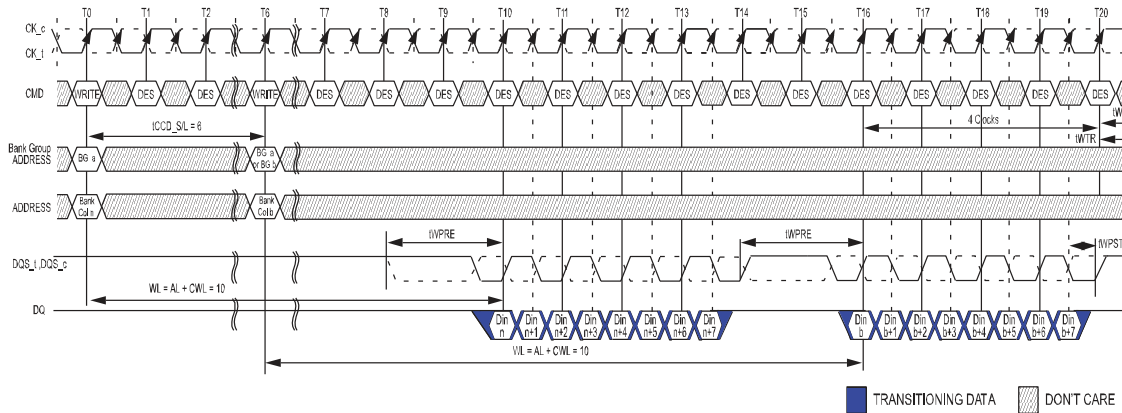 T0 T1 T2 T6 T7 T8 T9 T10 T11 T12 T13 T14 T15 T16 T17 T18 T19 T20
CK_c
CK_t
CMD WRITE DES DES WRITE DES DES DES DES DES DES DES DES DES DES DES DES DES DES
tCCD_S/L = 6
4 Clocks
tW
tWTR
Bank Group
ADDRESS
BG a
BG a
or BG b
ADDRESS
Bank
Col n
Bank
Col b
tWPRE
tWPRE
tWPST
DQS_t,DQS_c
WL = AL + CWL = 10
DQ
Din n
Din n+1
Din n+2
Din n+3
Din n+4
Din n+5
Din n+6
Din n+7
Din b
Din b+1
Din b+2
Din b+3
Din b+4
Din b+5
Din b+6
Din b+7
WL = AL + CWL = 10
TRANSITIONING DATA
DON'T CARE